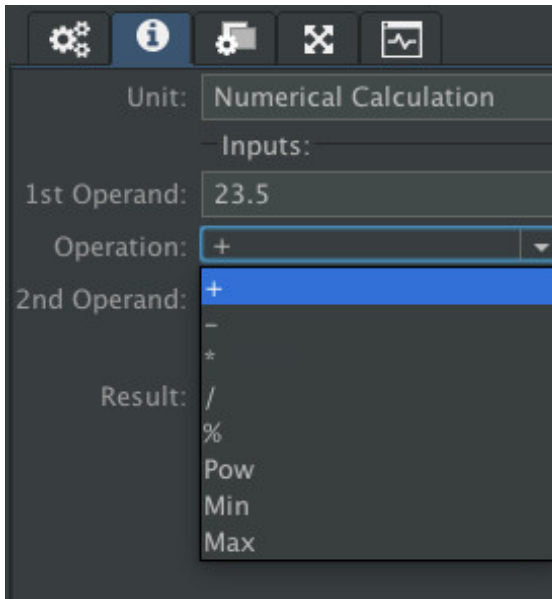 Unit: Numerical Calculation
Inputs:
1st Operand: 23.5
Operation: +
2nd Operand:
Result:
+
-
*
/
%
Pow
Min
Max